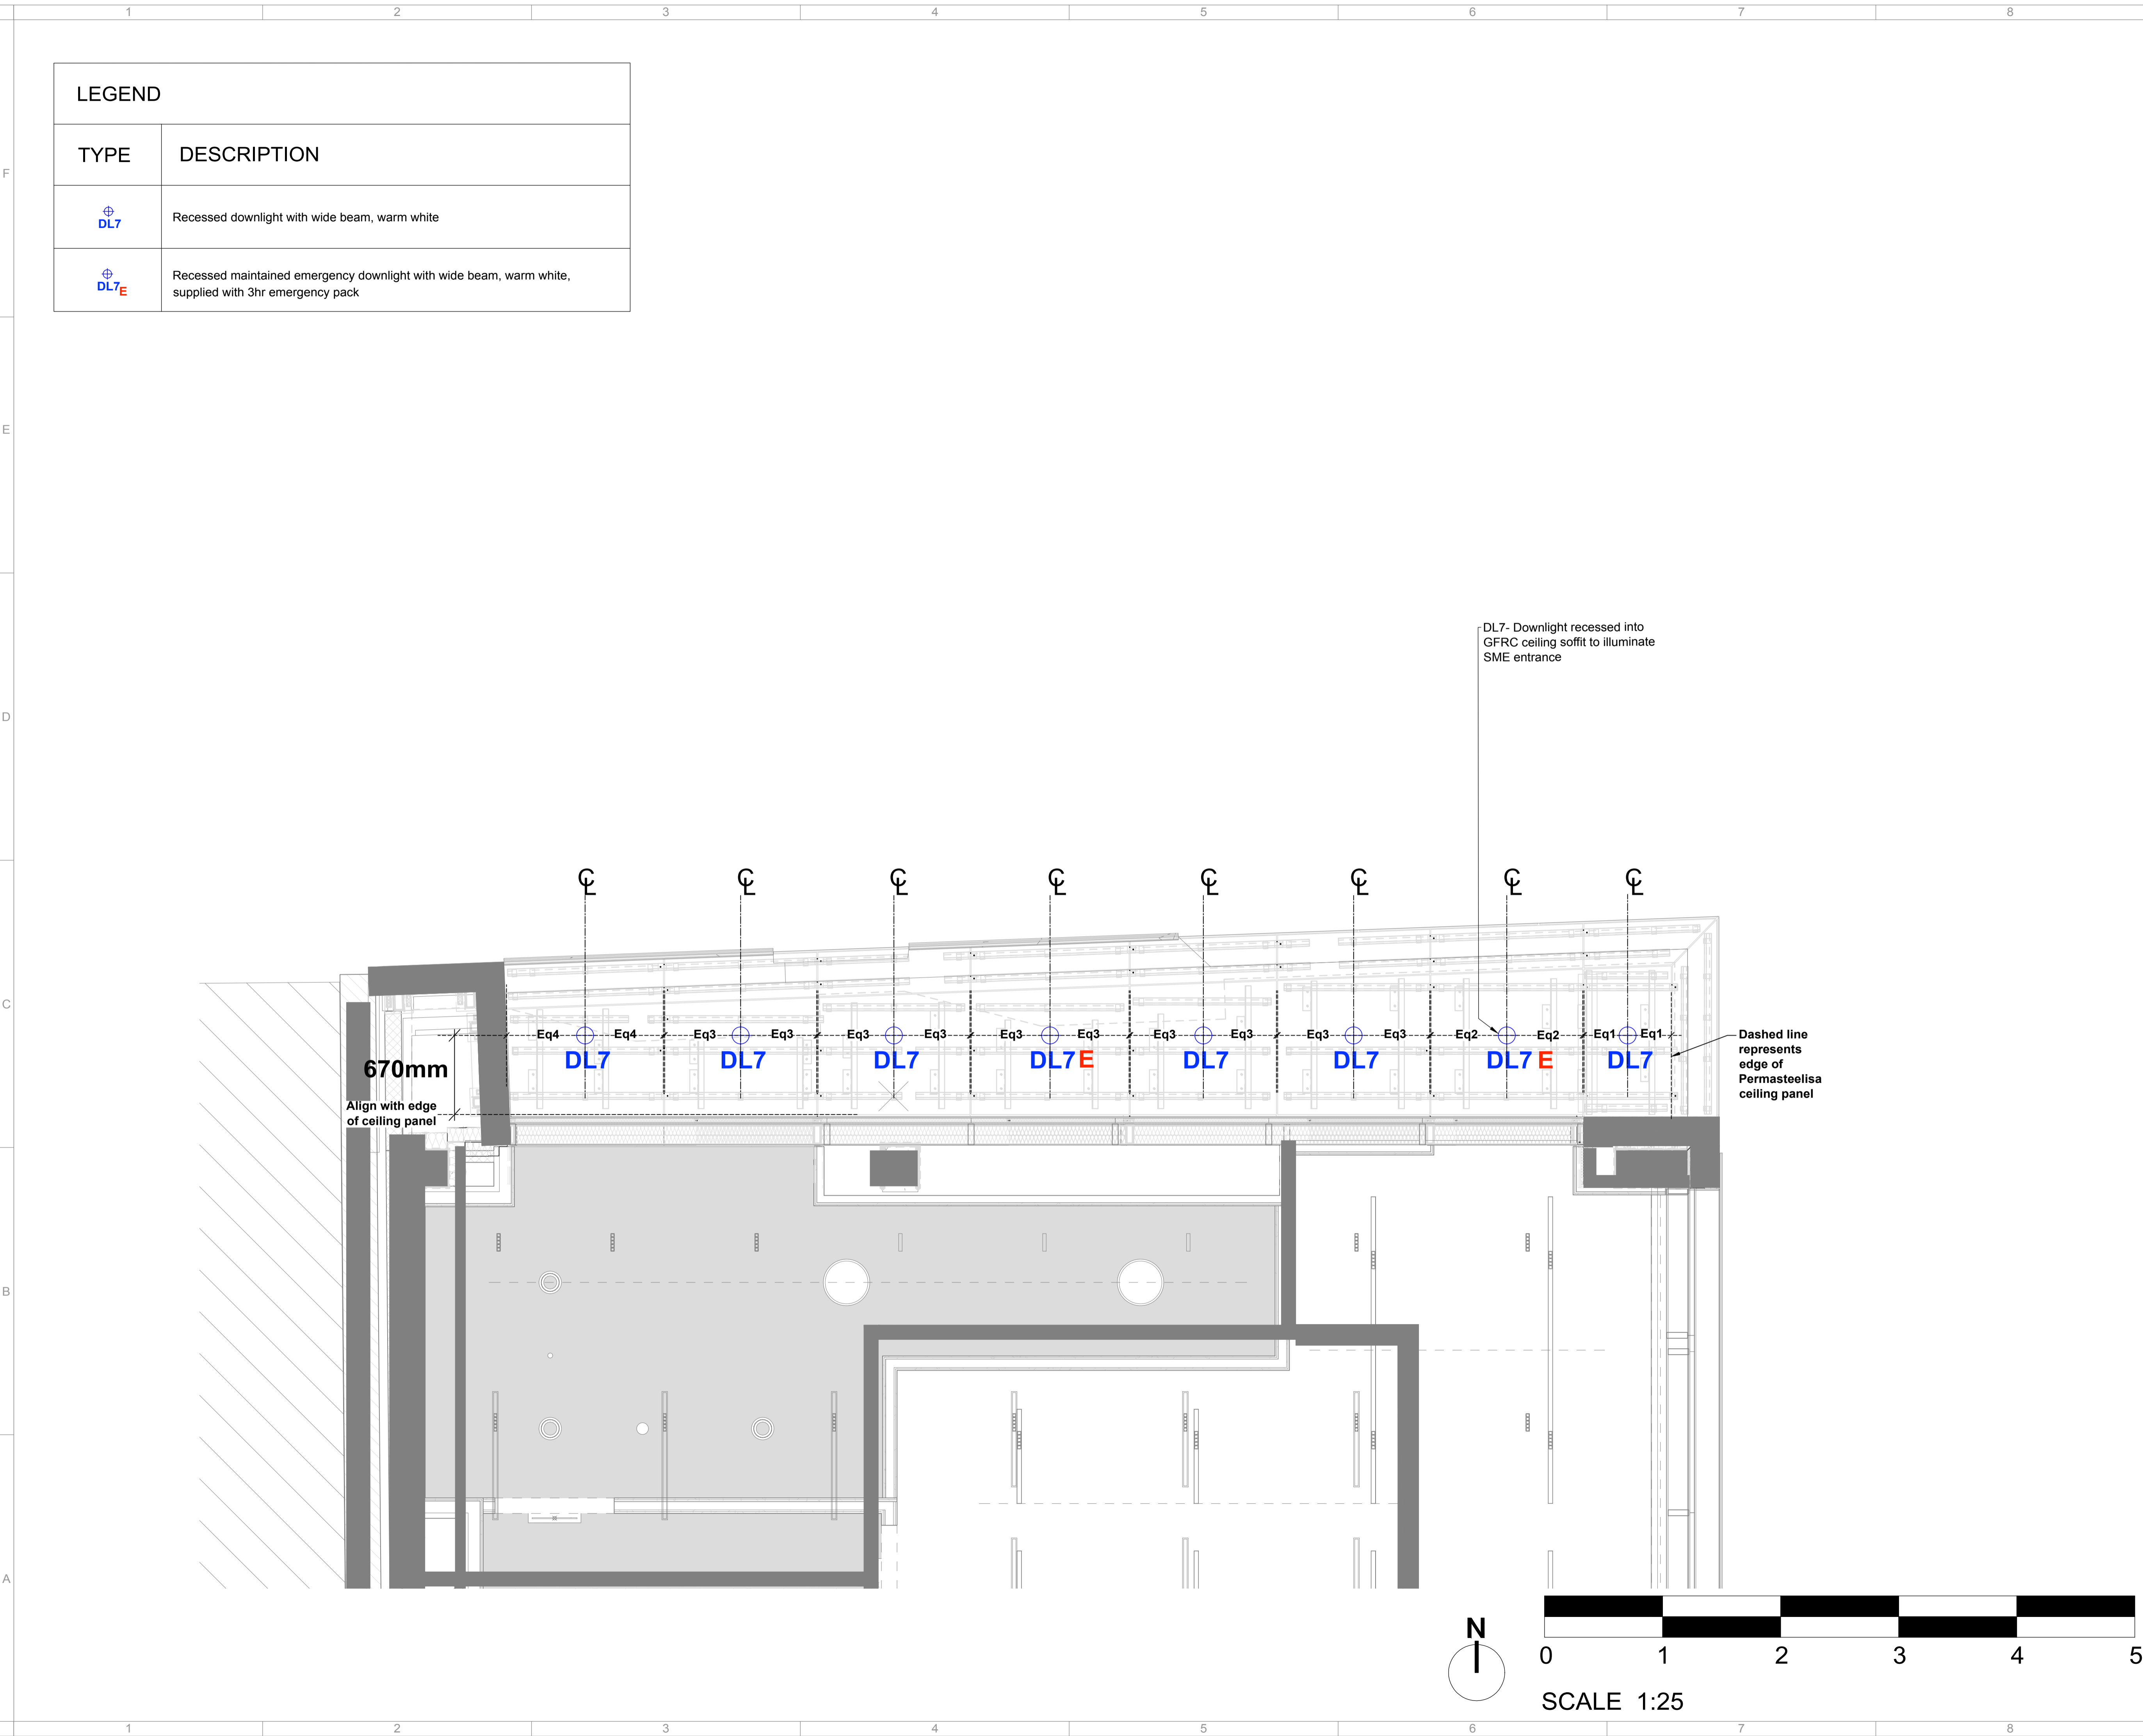 1 2 3 4 5 6 7 8
LEGEND
TYPE DESCRIPTION
DL7 Recessed downlight with wide beam, warm white
DL7E Recessed maintained emergency downlight with wide beam, warm white,
supplied with 3hr emergency pack
F
E
D
C
B
A
DL7- Downlight recessed into
GFRC ceiling soffit to illuminate
SME entrance
CL CL CL CL CL CL CL CL
Eq4 Eq4 Eq3 Eq3 Eq3 Eq3 Eq3 Eq3 Eq3 Eq3 Eq3 Eq3 Eq2 Eq2 Eq1 Eq1
DL7 DL7 DL7 DL7E DL7 DL7 DL7E DL7
670mm
Align with edge
of ceiling panel
Dashed line
represents
edge of
Permasteelisa
ceiling panel
N
0 1 2 3 4 5
SCALE 1:25
1 2 3 4 5 6 7 8